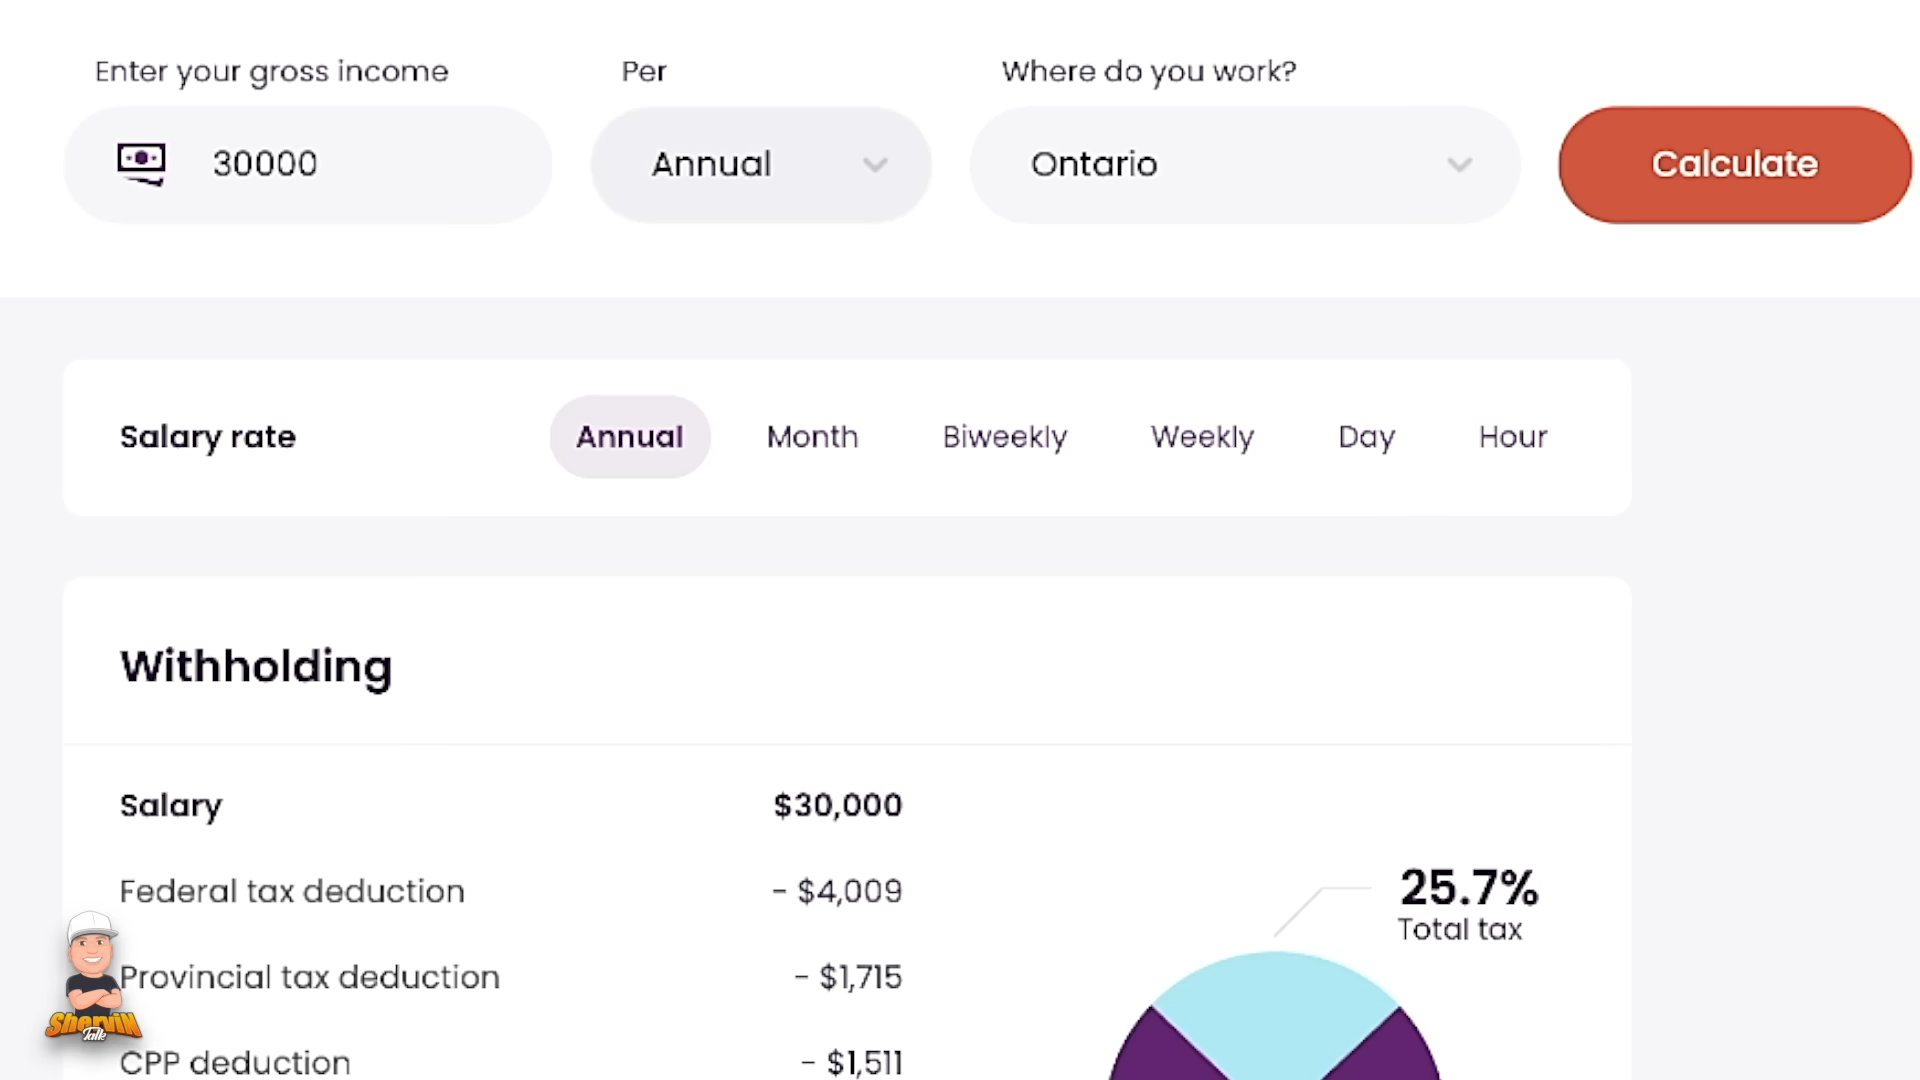 Enter your gross income Per Where do you work?
30000 Annual Ontario Calculate
Salary rate Annual Month Biweekly Weekly Day Hour
Withholding
Salary $30,000
Federal tax deduction - $4,009
25.7%
Total tax
Provincial tax deduction - $1,715
CPP deduction - $1,511
SherviN
Talk